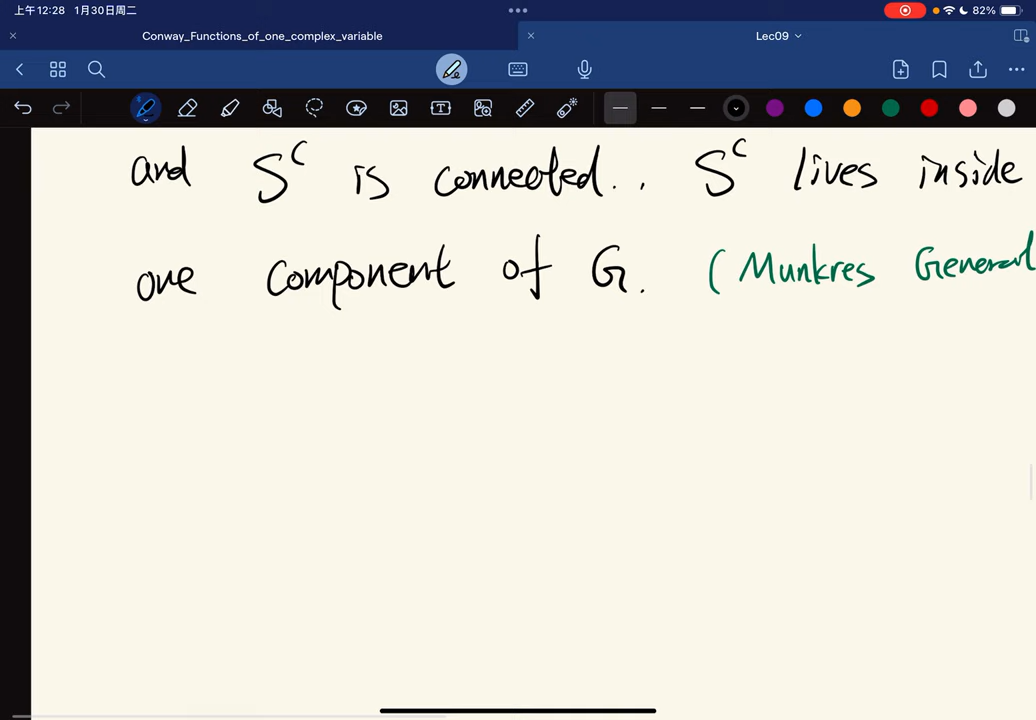 上午12:28 1月30日周二
82%
Conway_Functions_of_one_complex_variable
Lec09
and S^c is connected.. S^c lives inside
one component of G. (Munkres General